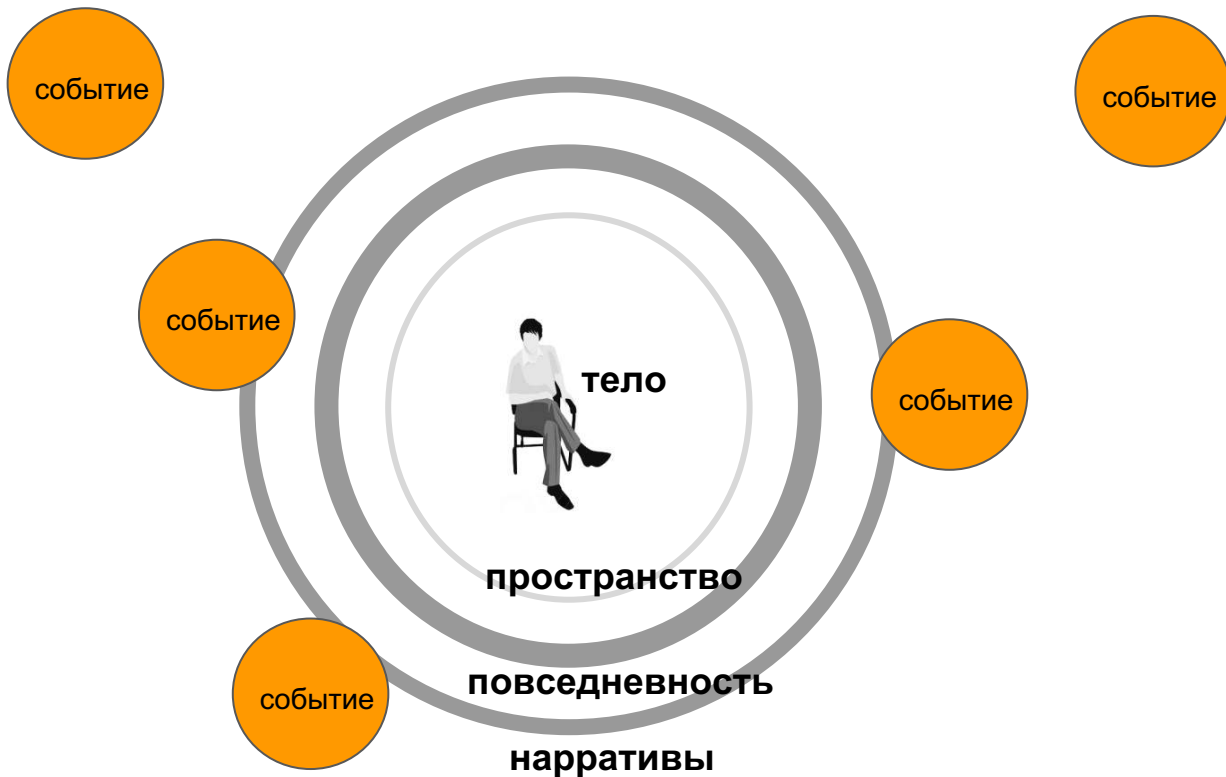 событие
событие
событие
тело
событие
пространство
повседневность
событие
нарративы